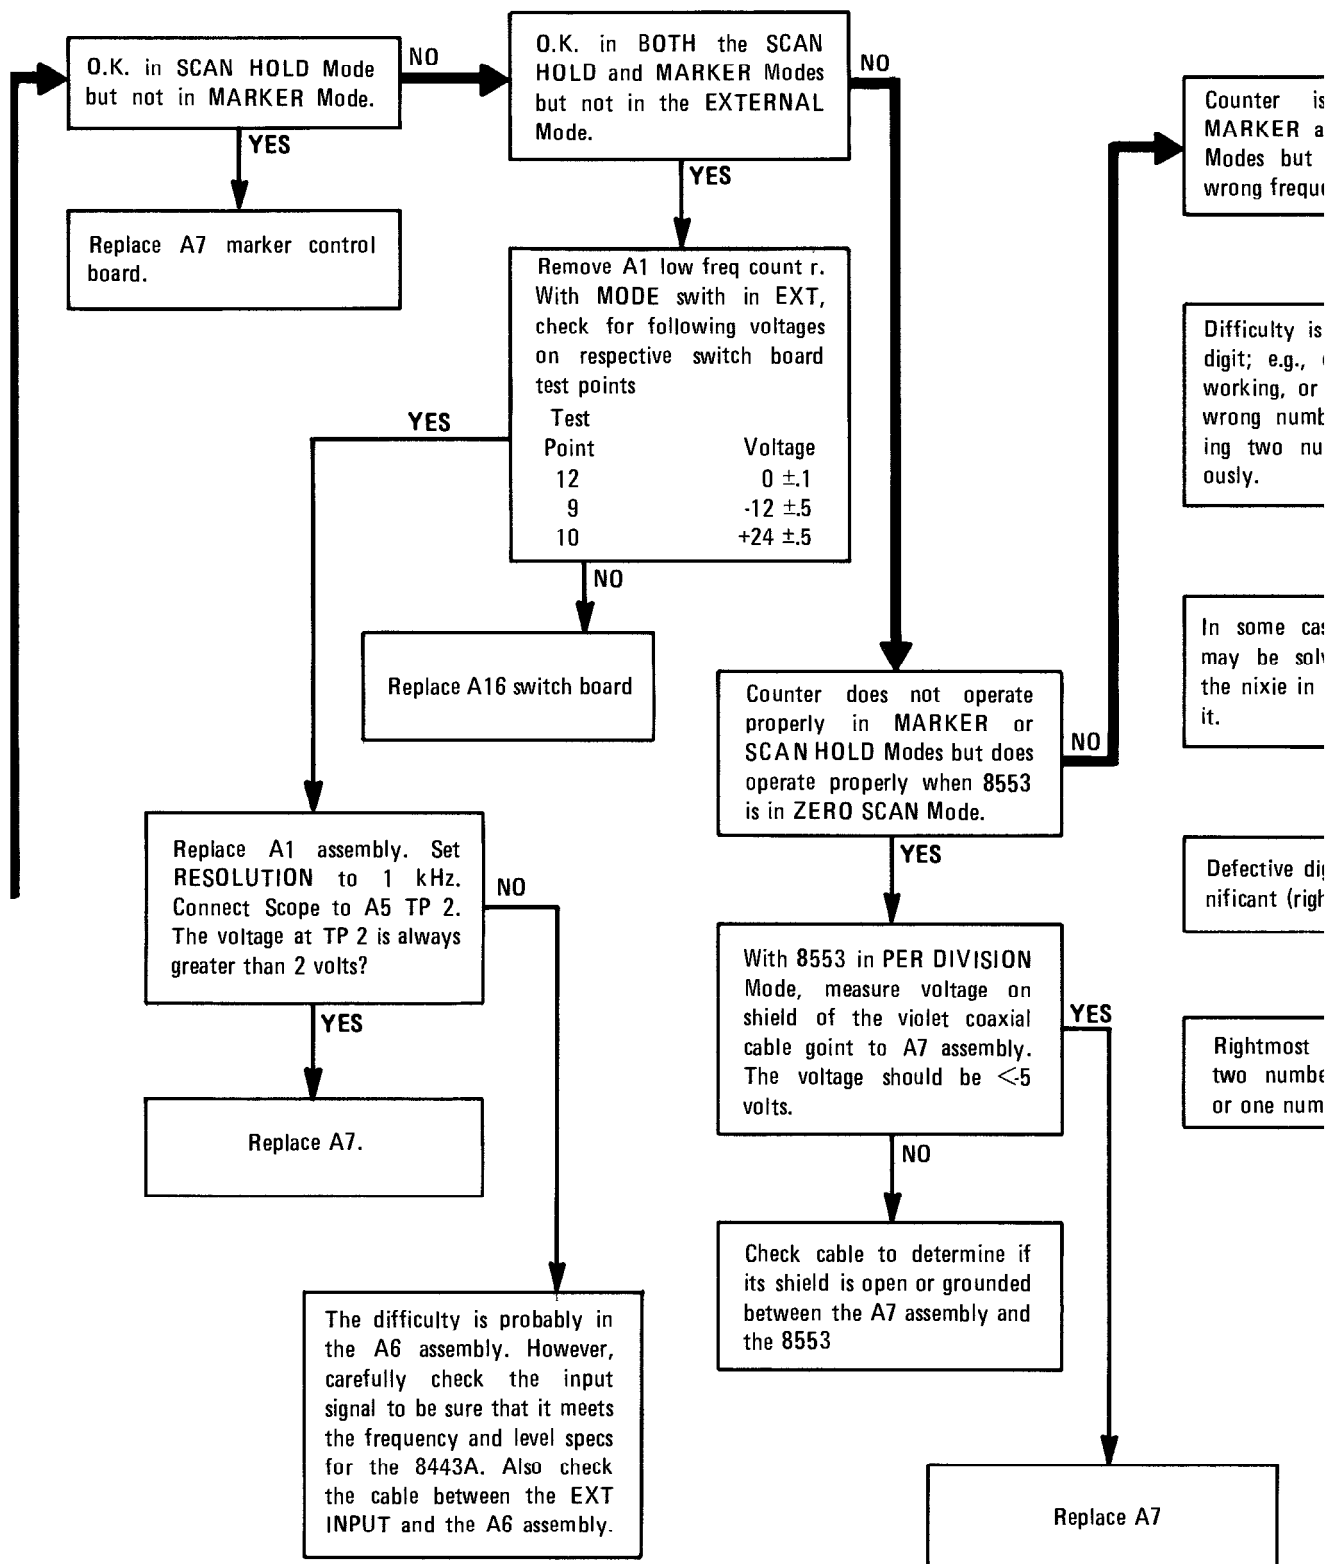 O.K. in SCAN HOLD Mode
but not in MARKER Mode.
NO
YES
Replace A7 marker control
board.
O.K. in BOTH the SCAN
HOLD and MARKER Modes
but not in the EXTERNAL
Mode.
NO
YES
Remove A1 low freq count r.
With MODE swith in EXT,
check for following voltages
on respective switch board
test points
Test
Point Voltage
12 0 ±.1
9 -12 ±.5
10 +24 ±.5
YES
NO
Replace A16 switch board
Replace A1 assembly. Set
RESOLUTION to 1 kHz.
Connect Scope to A5 TP 2.
The voltage at TP 2 is always
greater than 2 volts?
NO
YES
Replace A7.
The difficulty is probably in
the A6 assembly. However,
carefully check the input
signal to be sure that it meets
the frequency and level specs
for the 8443A. Also check
the cable between the EXT
INPUT and the A6 assembly.
Counter does not operate
properly in MARKER or
SCAN HOLD Modes but does
operate properly when 8553
is in ZERO SCAN Mode.
NO
YES
With 8553 in PER DIVISION
Mode, measure voltage on
shield of the violet coaxial
cable goint to A7 assembly.
The voltage should be <-5
volts.
YES
NO
Check cable to determine if
its shield is open or grounded
between the A7 assembly and
the 8553
Replace A7
Counter is
MARKER a
Modes but
wrong freque
Difficulty is
digit; e.g.,
working, or
wrong numb
ing two nu
ously.
In some cas
may be solv
the nixie in
it.
Defective dig
nificant (righ
Rightmost
two numbe
or one num